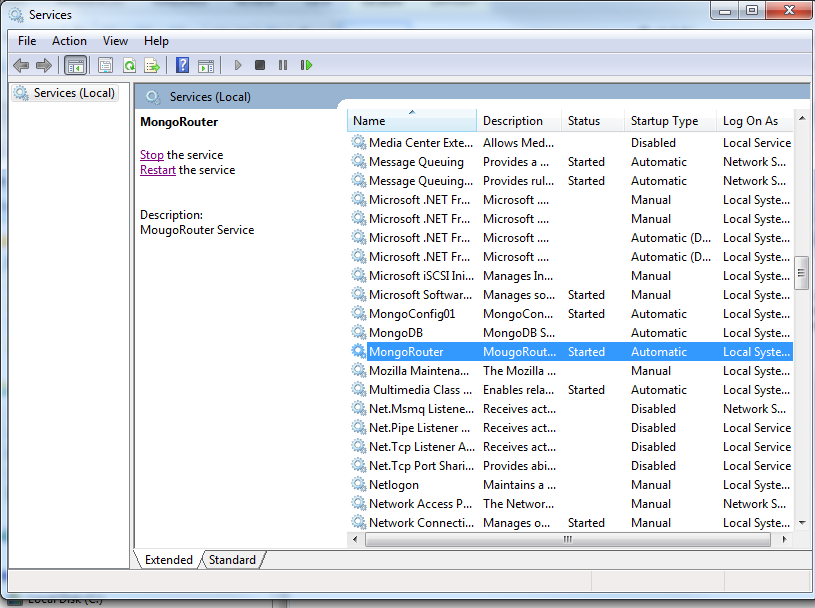 Services
File Action View Help
Services (Local)
Services (Local)
MongoRouter
Stop the service
Restart the service
Description:
MougoRouter Service
Name Description Status Startup Type Log On As
Media Center Exte... Allows Med... Disabled Local Service
Message Queuing Provides a ... Started Automatic Network S...
Message Queuing... Provides rul... Started Automatic Network S...
Microsoft .NET Fr... Microsoft .... Manual Local Syste...
Microsoft .NET Fr... Microsoft .... Manual Local Syste...
Microsoft .NET Fr... Microsoft .... Automatic (D... Local Syste...
Microsoft .NET Fr... Microsoft .... Automatic (D... Local Syste...
Microsoft iSCSI Ini... Manages In... Manual Local Syste...
Microsoft Softwar... Manages so... Started Manual Local Syste...
MongoConfig01 MongoCon... Started Automatic Local Syste...
MongoDB MongoDB S... Automatic Local Syste...
MongoRouter MougoRout... Started Automatic Local Syste...
Mozilla Maintena... The Mozilla ... Manual Local Syste...
Multimedia Class ... Enables rela... Started Automatic Local Syste...
Net.Msmq Listene... Receives act... Disabled Network S...
Net.Pipe Listener ... Receives act... Disabled Local Service
Net.Tcp Listener A... Receives act... Disabled Local Service
Net.Tcp Port Shari... Provides abi... Disabled Local Service
Netlogon Maintains a ... Manual Local Syste...
Network Access P... The Networ... Manual Network S...
Network Connecti... Manages o... Started Manual Local Syste...
Extended Standard
Local Disk (C:)